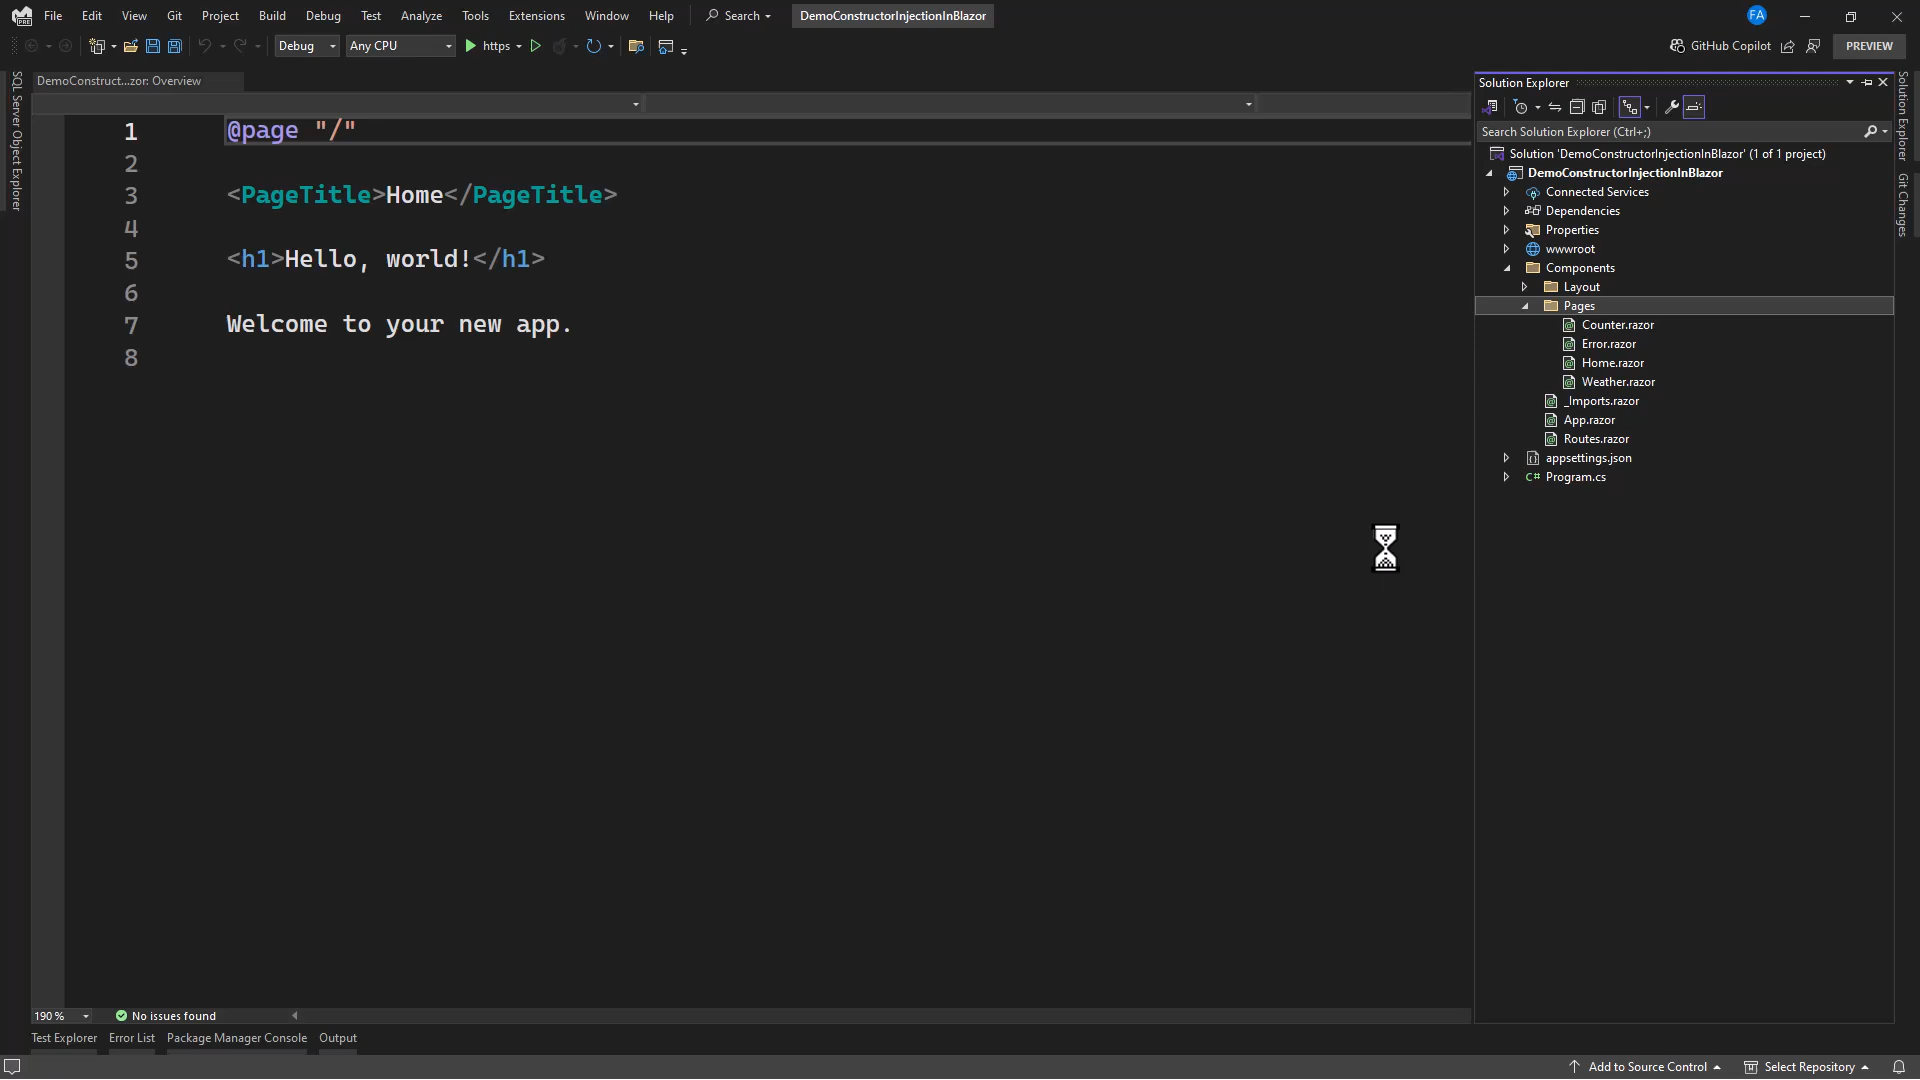 File Edit View Git Project Build Debug Test Analyze Tools Extensions Window Help Search DemoConstructorInjectionInBlazor FA
Debug Any CPU https GitHub Copilot PREVIEW
SQL Server Object Explorer
DemoConstruct...zor: Overview
1 @page "/"
2
3 <PageTitle>Home</PageTitle>
4
5 <h1>Hello, world!</h1>
6
7 Welcome to your new app.
8
190 % No issues found
Solution Explorer
Search Solution Explorer (Ctrl+;)
Solution 'DemoConstructorInjectionInBlazor' (1 of 1 project)
DemoConstructorInjectionInBlazor
Connected Services
Dependencies
Properties
wwwroot
Components
Layout
Pages
Counter.razor
Error.razor
Home.razor
Weather.razor
_Imports.razor
App.razor
Routes.razor
appsettings.json
C# Program.cs
Solution Explorer
Git Changes
Test Explorer Error List Package Manager Console Output
Add to Source Control Select Repository